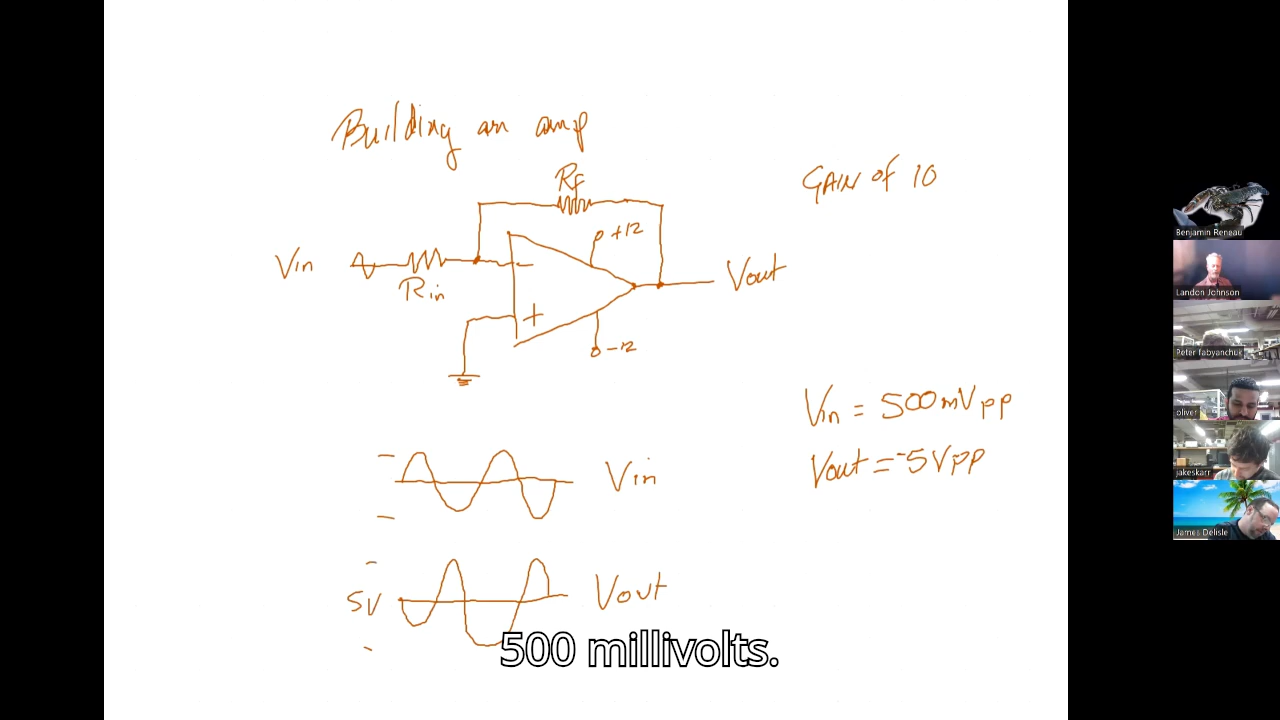 Building an amp
Rf
GAIN of 10
+12
Vin
Rin
Vout
+
-12
Vin = 500mVpp
Vout = -5Vpp
Vin
5V
Vout
500 millivolts.
Benjamin Reneau
Landon Johnson
Peter fabyanchuk
oliver
jakeskarr
James Delisle